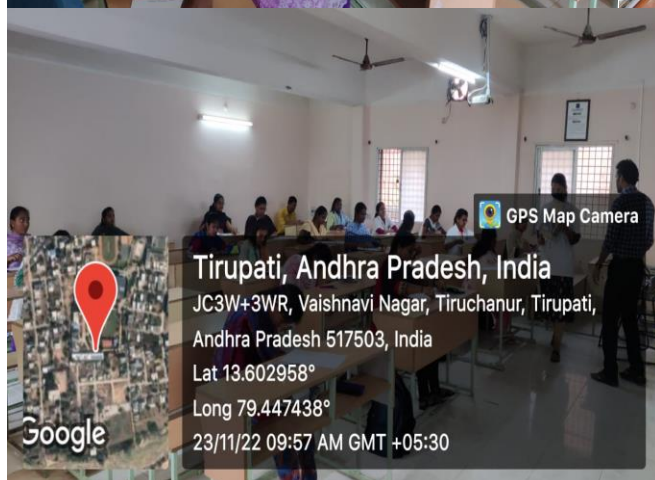 GPS Map Camera
Tirupati, Andhra Pradesh, India
JC3W+3WR, Vaishnavi Nagar, Tiruchanur, Tirupati,
Andhra Pradesh 517503, India
Lat 13.602958°
Long 79.447438°
23/11/22 09:57 AM GMT +05:30
Google